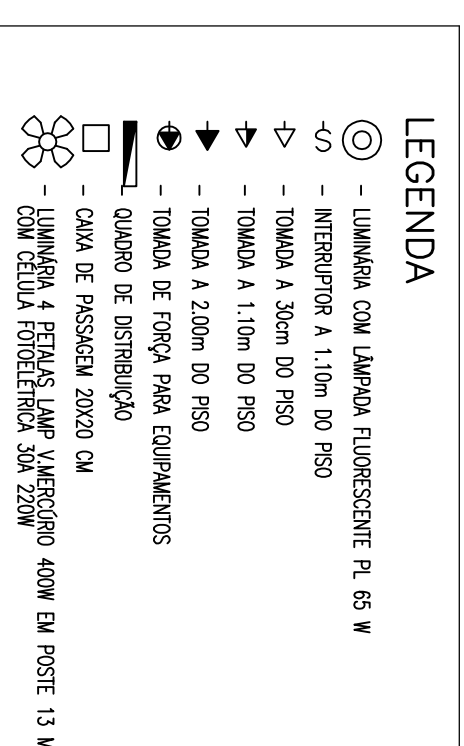 LEGENDA
- LUMINÁRIA COM LÂMPADA FLUORESCENTE PL 65 W
S - INTERRUPTOR A 1.10m DO PISO
- TOMADA A 30cm DO PISO
- TOMADA A 1.10m DO PISO
- TOMADA A 2.00m DO PISO
- TOMADA DE FORÇA PARA EQUIPAMENTOS
- QUADRO DE DISTRIBUIÇÃO
- CAIXA DE PASSAGEM 20X20 CM
- LUMINÁRIA 4 PETALAS LAMP V.MERCÚRIO 400W EM POSTE 13 M
COM CÉLULA FOTOELÉTRICA 30A 220W